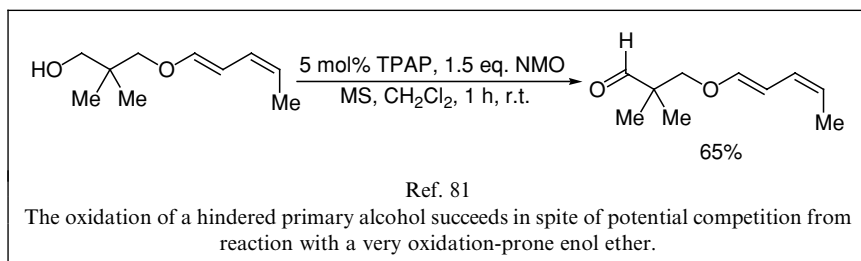 HO
Me Me
O
Me
5 mol% TPAP, 1.5 eq. NMO
MS, CH2Cl2, 1 h, r.t.
H
O
Me Me
O
Me
65%
Ref. 81
The oxidation of a hindered primary alcohol succeeds in spite of potential competition from
reaction with a very oxidation-prone enol ether.